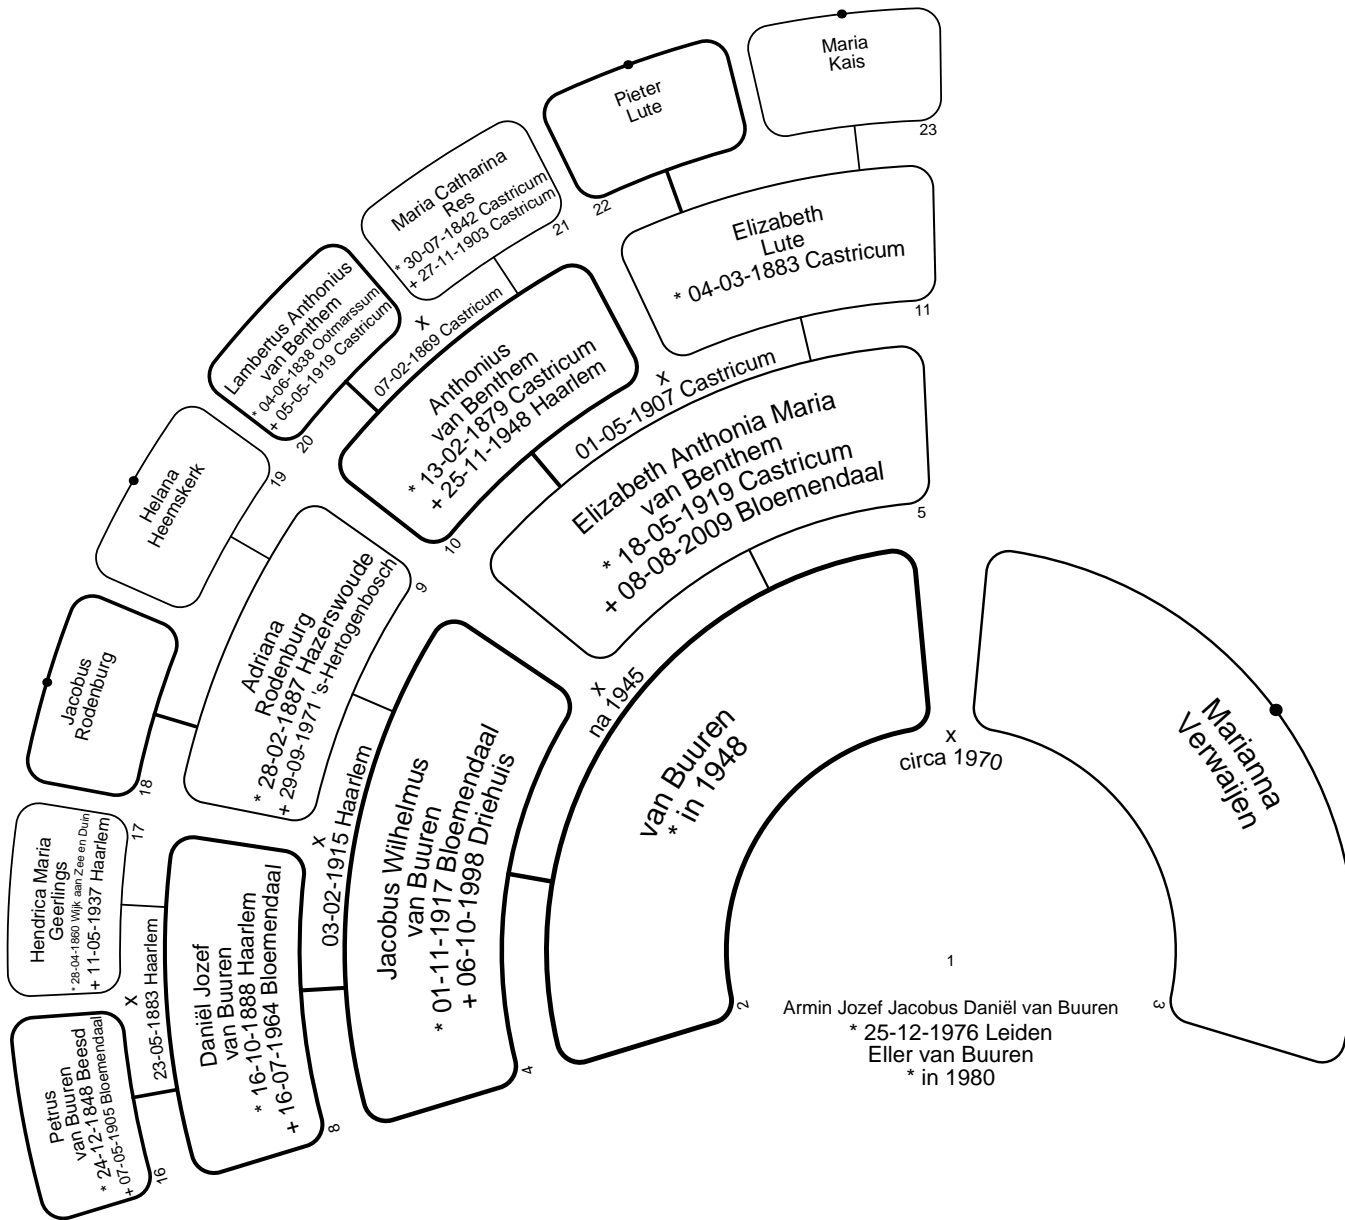 1
Armin Jozef Jacobus Daniël van Buuren
* 25-12-1976 Leiden
Eller van Buuren
* in 1980
2
van Buuren
* in 1948
x
circa 1970
3
Marianna
Verwaijen
4
Jacobus Wilhelmus
van Buuren
* 01-11-1917 Bloemendaal
+ 06-10-1998 Driehuis
x
na 1945
5
Elizabeth Anthonia Maria
van Benthem
* 18-05-1919 Castricum
+ 08-08-2009 Bloemendaal
8
Daniël Jozef
van Buuren
* 16-10-1888 Haarlem
+ 16-07-1964 Bloemendaal
x
03-02-1915 Haarlem
9
Adriana
Rodenburg
* 28-02-1887 Hazerswoude
+ 29-09-1971 's-Hertogenbosch
10
Anthonius
van Benthem
* 13-02-1879 Castricum
+ 25-11-1948 Haarlem
x
01-05-1907 Castricum
11
Elizabeth
Lute
* 04-03-1883 Castricum
16
Petrus
van Buuren
* 24-12-1848 Beesd
+ 07-05-1905 Bloemendaal
x
23-05-1883 Haarlem
17
Hendrica Maria
Geerlings
* 28-04-1860 Wijk aan Zee en Duin
+ 11-05-1937 Haarlem
18
Jacobus
Rodenburg
19
Helana
Heemskerk
20
Lambertus Anthonius
van Benthem
* 04-06-1838 Ootmarssum
+ 05-05-1919 Castricum
x
07-02-1869 Castricum
21
Maria Catharina
Res
* 30-07-1842 Castricum
+ 27-11-1903 Castricum
22
Pieter
Lute
23
Maria
Kais